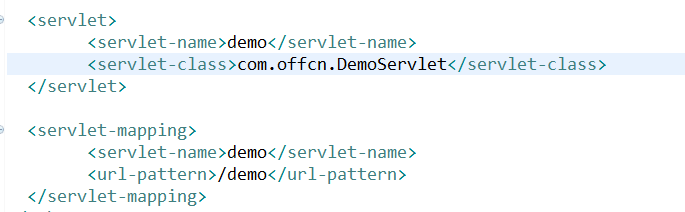 <servlet>
<servlet-name>demo</servlet-name>
<servlet-class>com.offcn.DemoServlet</servlet-class>
</servlet>
<servlet-mapping>
<servlet-name>demo</servlet-name>
<url-pattern>/demo</url-pattern>
</servlet-mapping>